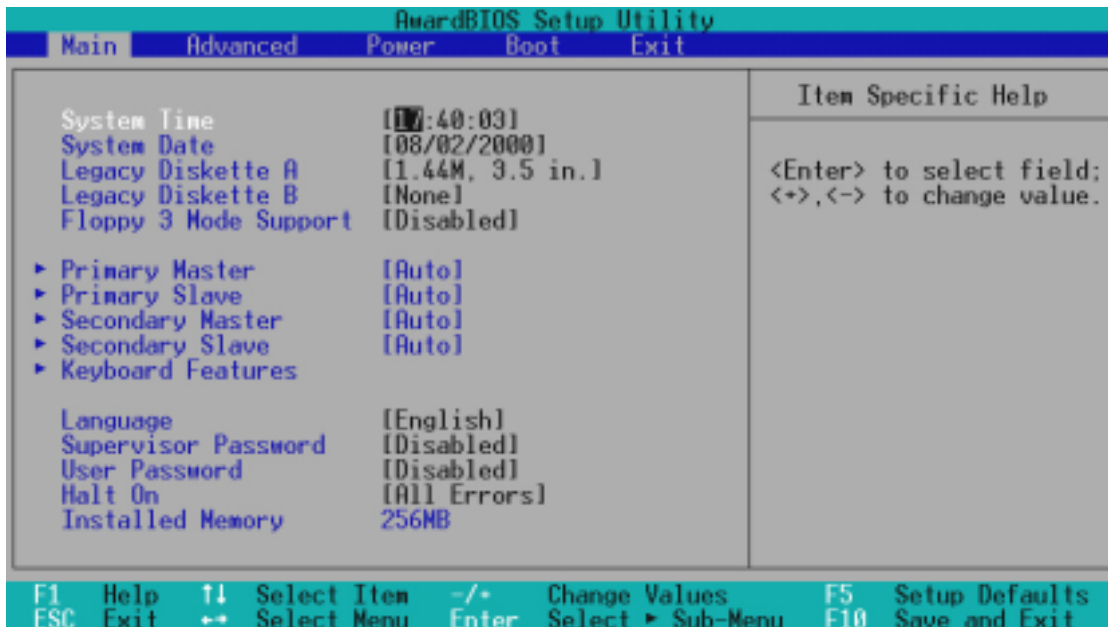 AwardBIOS Setup Utility
Main Advanced Power Boot Exit
Item Specific Help
System Time [17:40:03]
System Date [08/02/2000]
Legacy Diskette A [1.44M, 3.5 in.]
Legacy Diskette B [None]
Floppy 3 Mode Support [Disabled]
<Enter> to select field;
<+>,<-> to change value.
▶ Primary Master [Auto]
▶ Primary Slave [Auto]
▶ Secondary Master [Auto]
▶ Secondary Slave [Auto]
▶ Keyboard Features
Language [English]
Supervisor Password [Disabled]
User Password [Disabled]
Halt On [All Errors]
Installed Memory 256MB
F1 Help ↑↓ Select Item -/+ Change Values F5 Setup Defaults
ESC Exit ←→ Select Menu Enter Select ▶ Sub-Menu F10 Save and Exit